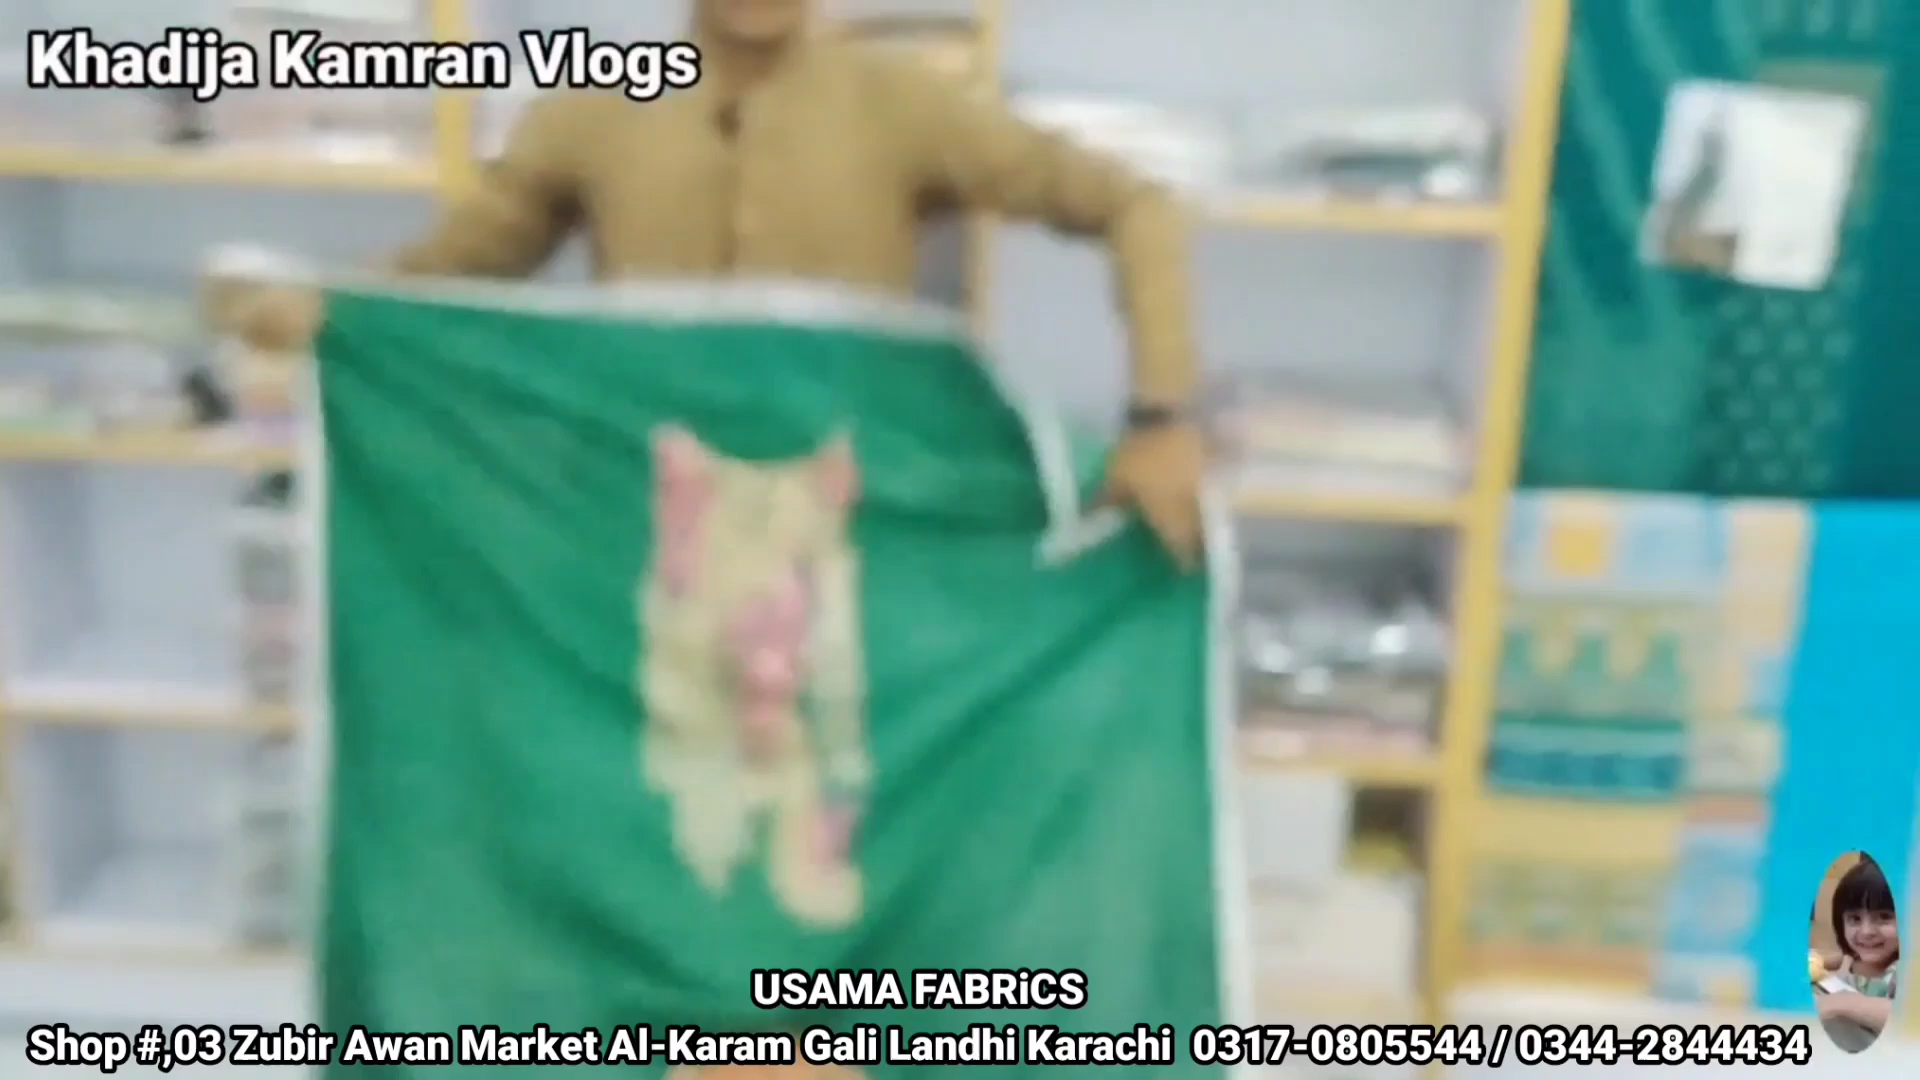 Khadija Kamran Vlogs
USAMA FABRiCS
Shop #,03 Zubir Awan Market Al-Karam Gali Landhi Karachi 0317-0805544 / 0344-2844434